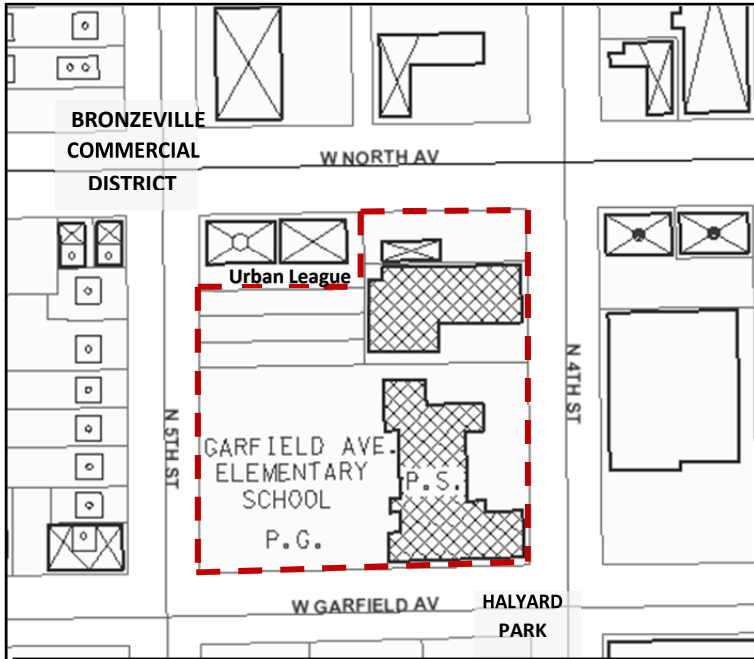 BRONZEVILLE
COMMERCIAL
DISTRICT
W NORTH AV
Urban League
N 5TH ST
N 4TH ST
GARFIELD AVE.
ELEMENTARY
SCHOOL
P.G.
P.S.
W GARFIELD AV
HALYARD
PARK